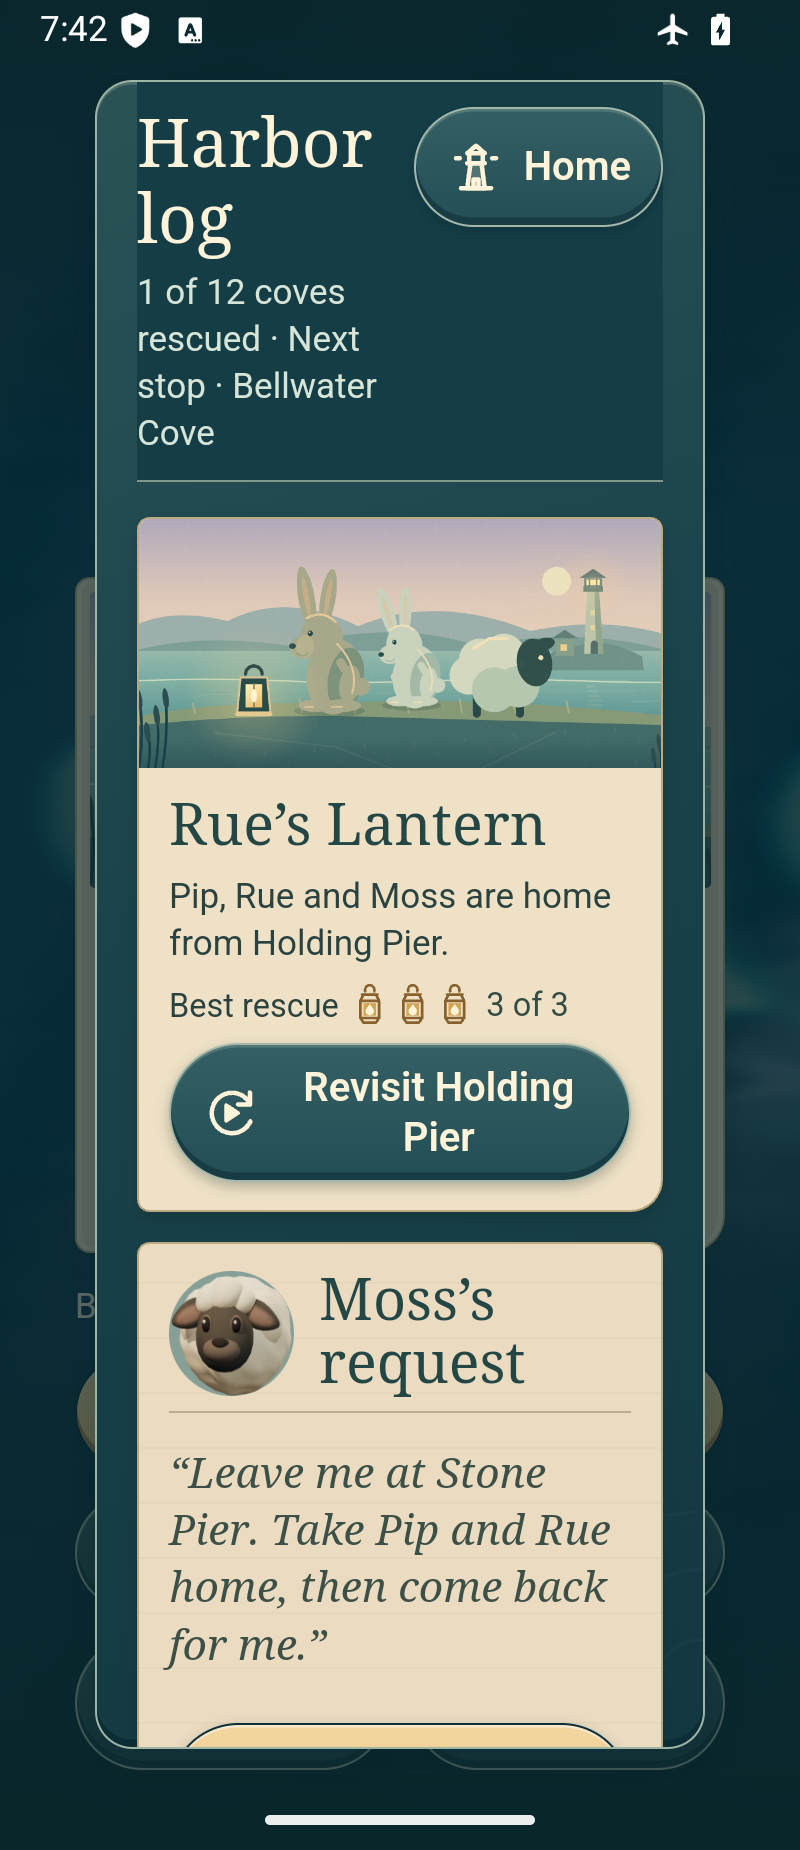 7:42
Harbor
log
Home
1 of 12 coves
rescued · Next
stop · Bellwater
Cove
Rue’s Lantern
Pip, Rue and Moss are home
from Holding Pier.
Best rescue 3 of 3
Revisit Holding
Pier
Moss’s
request
“Leave me at Stone
Pier. Take Pip and Rue
home, then come back
for me.”